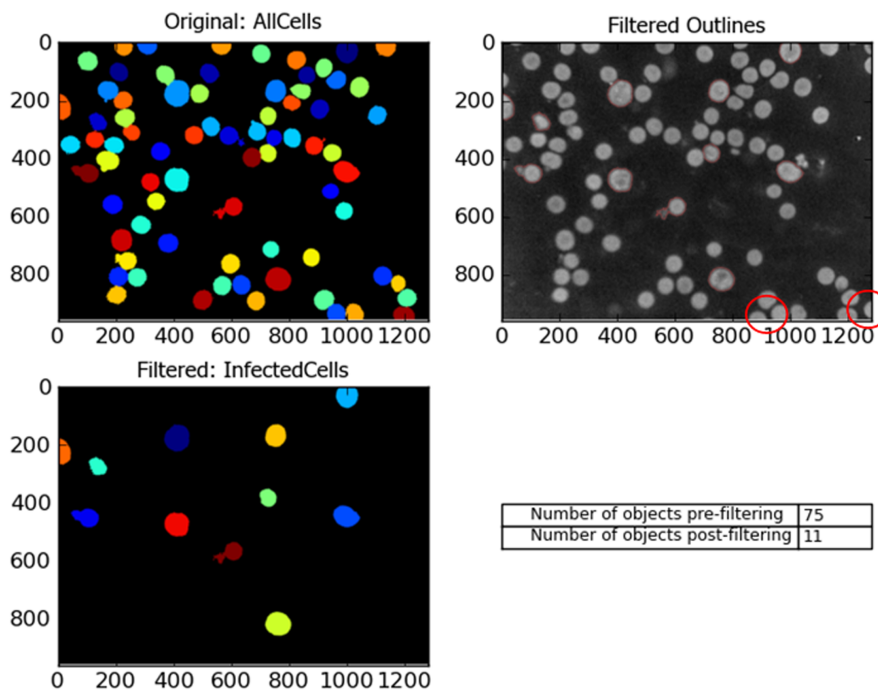 Original: AllCells
Filtered Outlines
0
200
400
600
800
0 200 400 600 800 1000 1200
0
200
400
600
800
0 200 400 600 800 1000 1200
Filtered: InfectedCells
0
200
400
600
800
0 200 400 600 800 1000 1200
Number of objects pre-filtering 75
Number of objects post-filtering 11